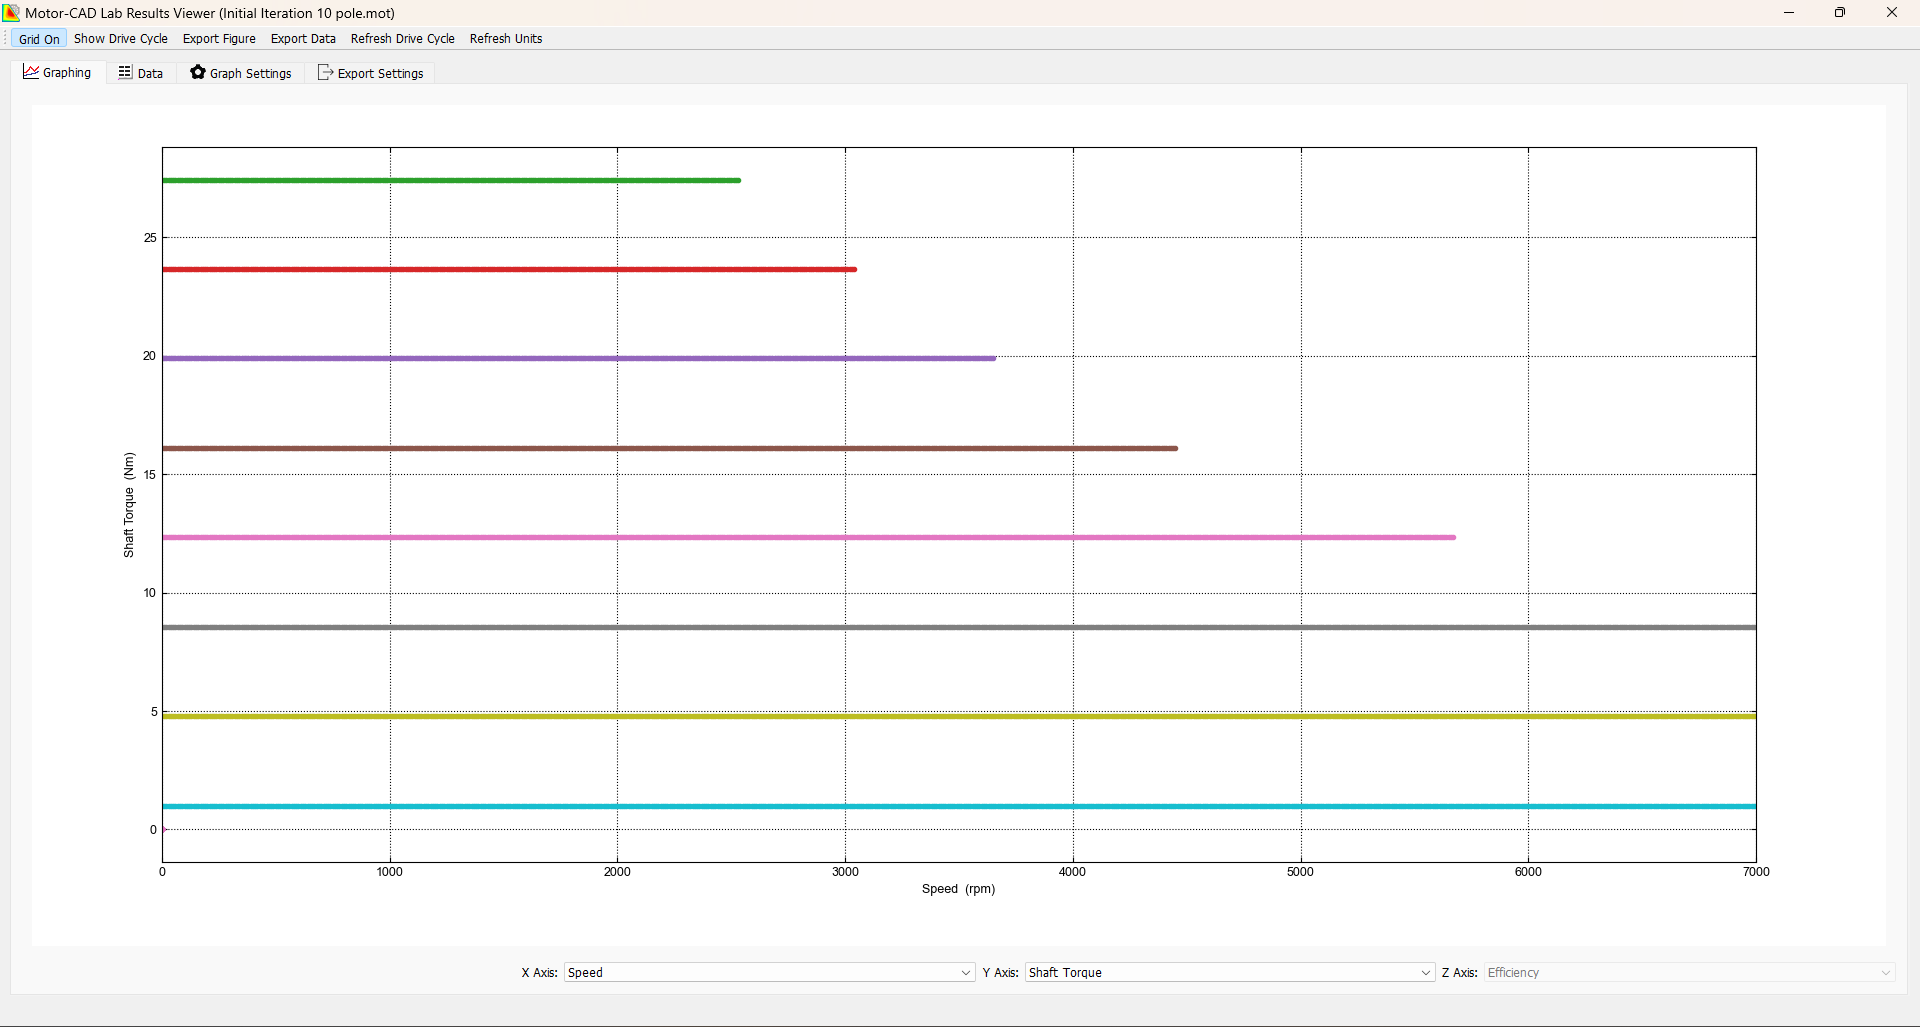 Motor-CAD Lab Results Viewer (Initial Iteration 10 pole.mot)
Grid On Show Drive Cycle Export Figure Export Data Refresh Drive Cycle Refresh Units
Graphing Data Graph Settings Export Settings
25
20
15
10
5
0
Shaft Torque (Nm)
0 1000 2000 3000 4000 5000 6000 7000
Speed (rpm)
X Axis: Speed Y Axis: Shaft Torque Z Axis: Efficiency